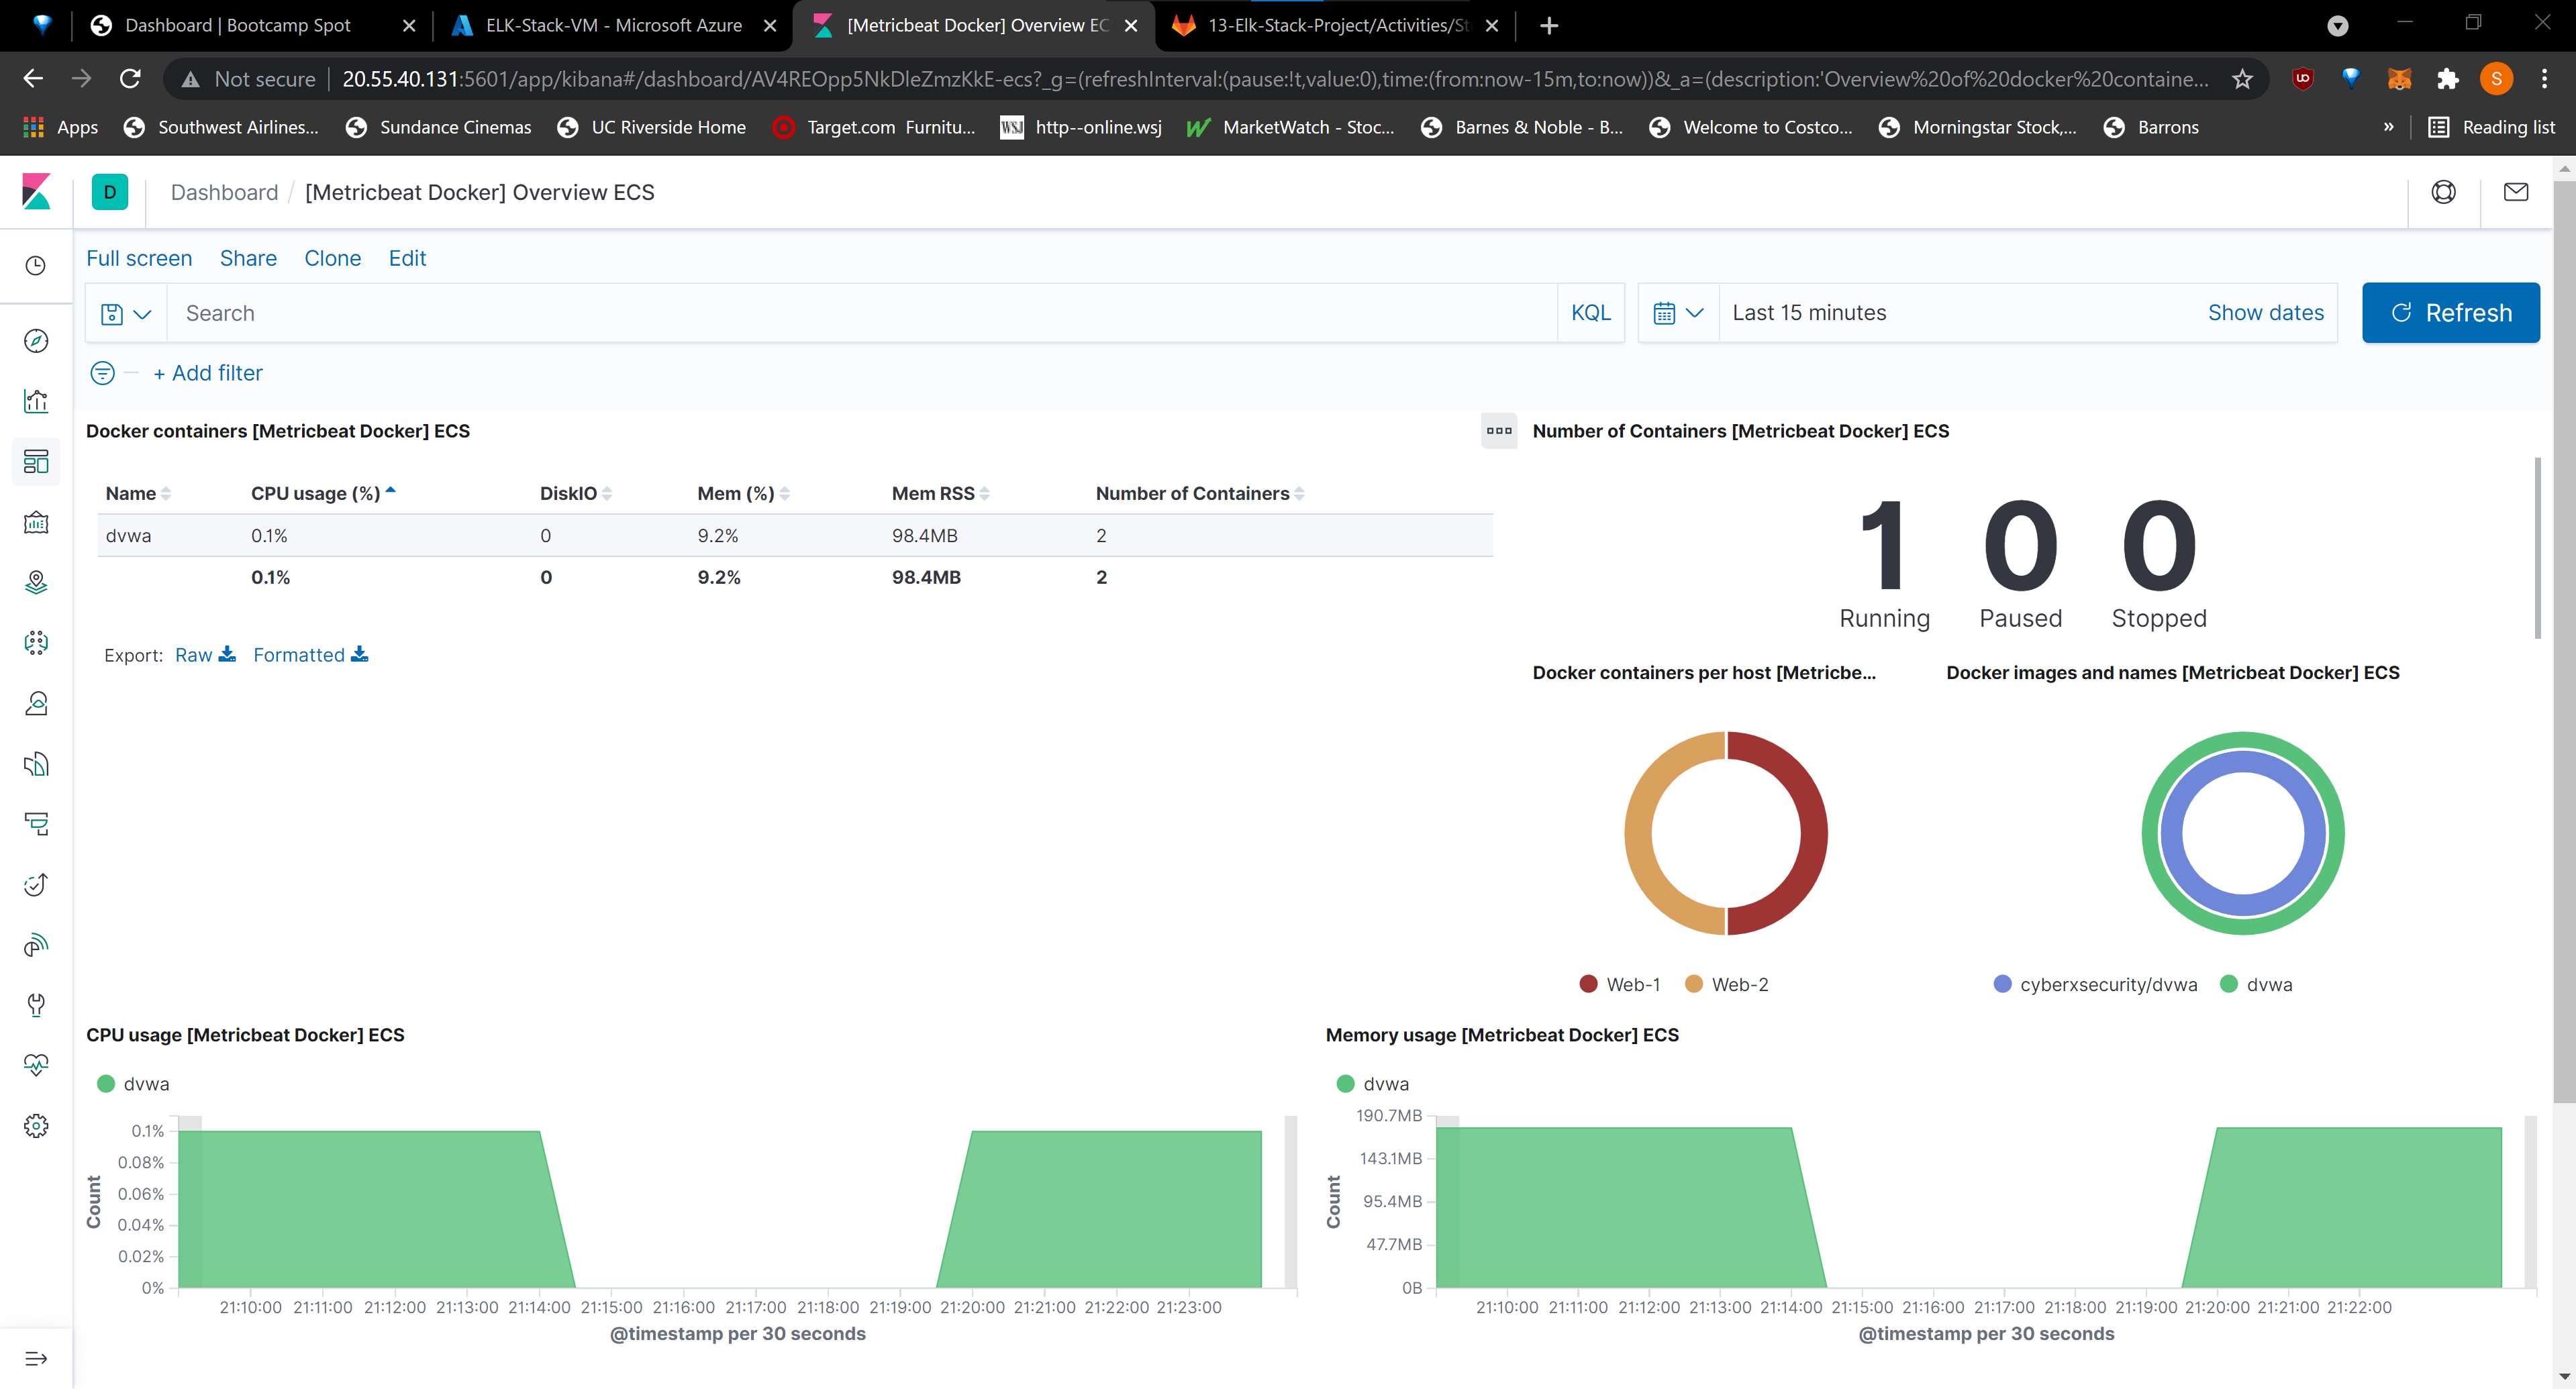 Dashboard | Bootcamp Spot
ELK-Stack-VM - Microsoft Azure
[Metricbeat Docker] Overview EC
13-Elk-Stack-Project/Activities/St
Not secure
20.55.40.131:5601/app/kibana#/dashboard/AV4REOpp5NkDleZmzKkE-ecs?_g=(refreshInterval:(pause:!t,value:0),time:(from:now-15m,to:now))&_a=(description:'Overview%20of%20docker%20containe...
S
Apps
Southwest Airlines...
Sundance Cinemas
UC Riverside Home
Target.com Furnitu...
WSJ
http--online.wsj
MarketWatch - Stoc...
Barnes & Noble - B...
Welcome to Costco...
Morningstar Stock,...
Barrons
»
Reading list
D
Dashboard / [Metricbeat Docker] Overview ECS
Full screen Share Clone Edit
Search
KQL
Last 15 minutes
Show dates
Refresh
+ Add filter
Docker containers [Metricbeat Docker] ECS
Name CPU usage (%) DiskIO Mem (%) Mem RSS Number of Containers
dvwa 0.1% 0 9.2% 98.4MB 2
0.1% 0 9.2% 98.4MB 2
Export: Raw Formatted
Number of Containers [Metricbeat Docker] ECS
1 0 0
Running Paused Stopped
Docker containers per host [Metricbe...
Web-1 Web-2
Docker images and names [Metricbeat Docker] ECS
cyberxsecurity/dvwa dvwa
CPU usage [Metricbeat Docker] ECS
dvwa
Count
0.1%
0.08%
0.06%
0.04%
0.02%
0%
21:10:00 21:11:00 21:12:00 21:13:00 21:14:00 21:15:00 21:16:00 21:17:00 21:18:00 21:19:00 21:20:00 21:21:00 21:22:00 21:23:00
@timestamp per 30 seconds
Memory usage [Metricbeat Docker] ECS
dvwa
Count
190.7MB
143.1MB
95.4MB
47.7MB
0B
21:10:00 21:11:00 21:12:00 21:13:00 21:14:00 21:15:00 21:16:00 21:17:00 21:18:00 21:19:00 21:20:00 21:21:00 21:22:00
@timestamp per 30 seconds